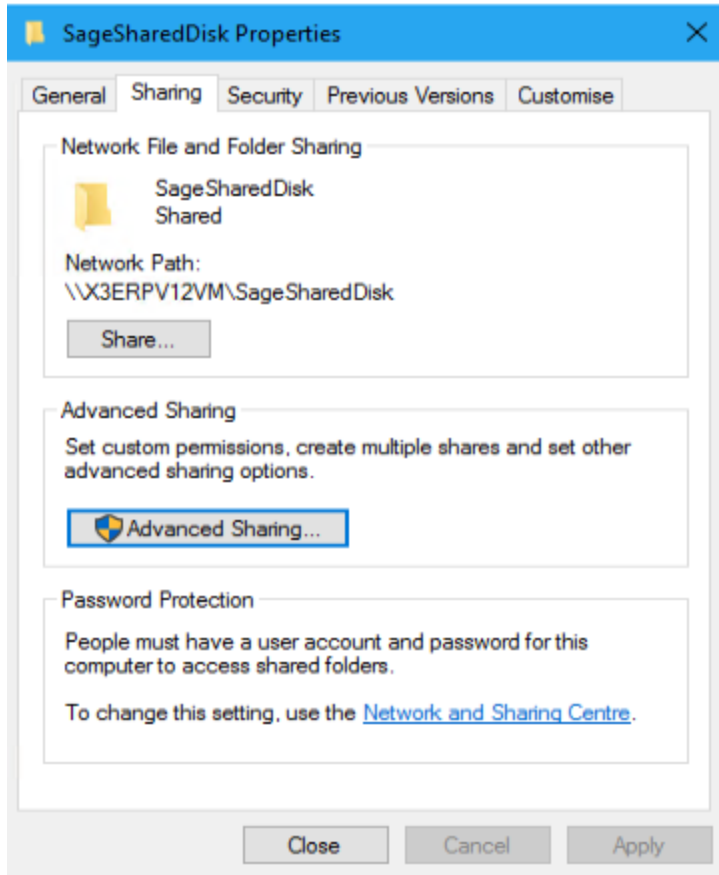 SageSharedDisk Properties
General Sharing Security Previous Versions Customise
Network File and Folder Sharing
SageSharedDisk
Shared
Network Path:
\\X3ERPV12VM\SageSharedDisk
Share...
Advanced Sharing
Set custom permissions, create multiple shares and set other
advanced sharing options.
Advanced Sharing...
Password Protection
People must have a user account and password for this
computer to access shared folders.
To change this setting, use the Network and Sharing Centre.
Close Cancel Apply